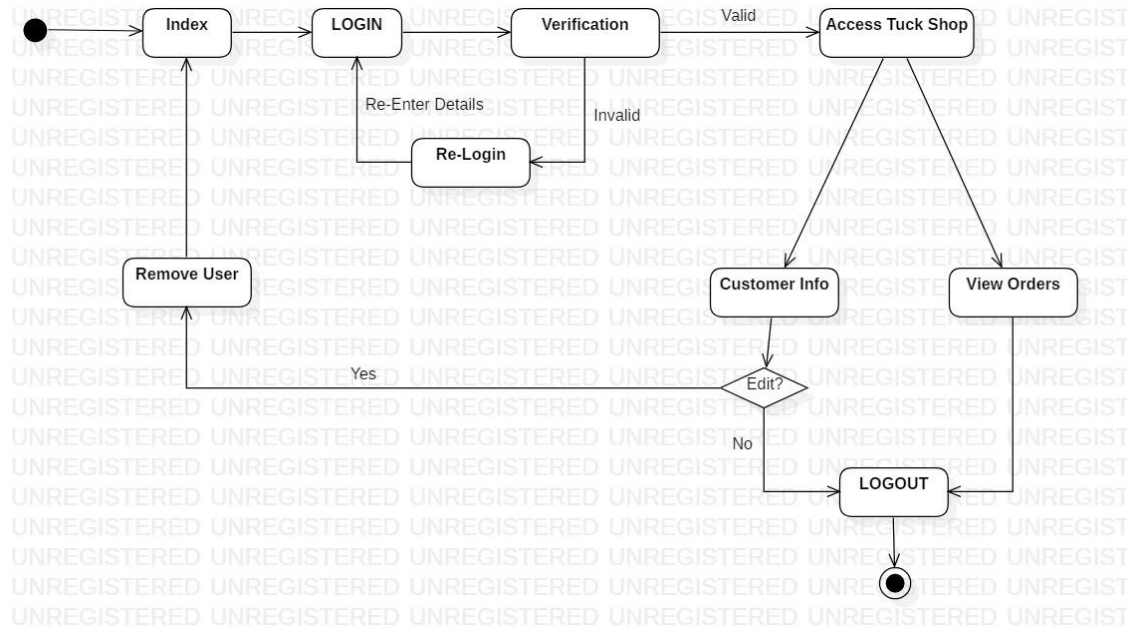 Index
LOGIN
Verification
Valid
Access Tuck Shop
Re-Enter Details
Invalid
Re-Login
Remove User
Customer Info
View Orders
Yes
Edit?
No
LOGOUT
UNREGISTERED